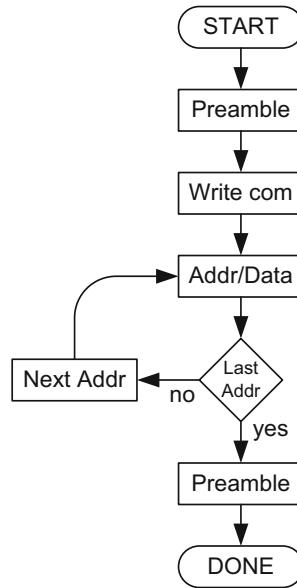 START
Preamble
Write com
Addr/Data
Last
Addr
Next Addr
no
yes
Preamble
DONE